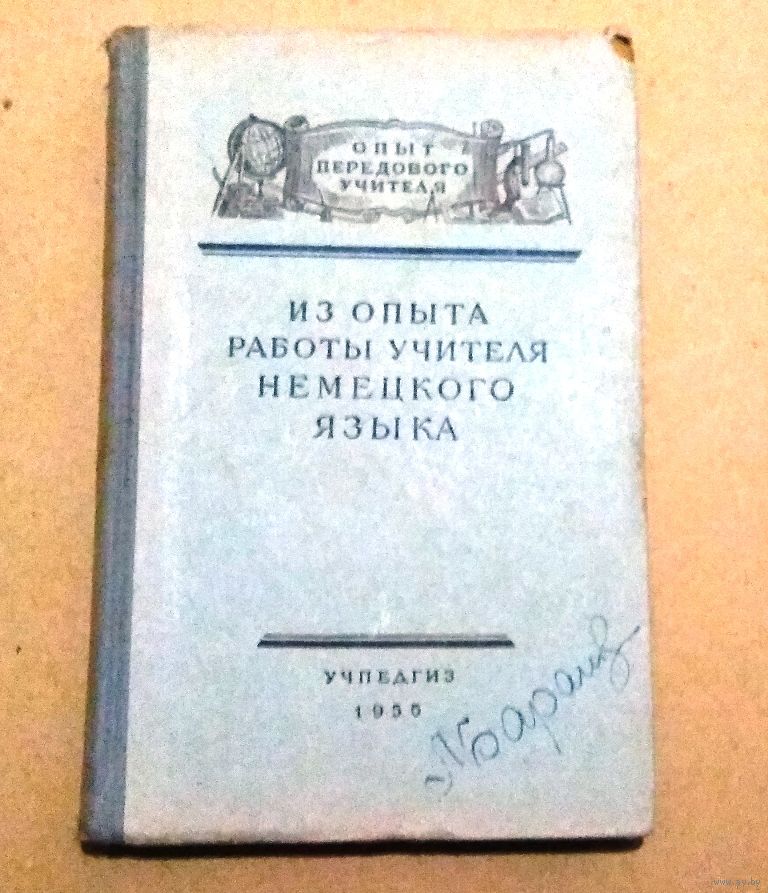 ОПЫТ
ПЕРЕДОВОГО
УЧИТЕЛЯ
ИЗ ОПЫТА
РАБОТЫ УЧИТЕЛЯ
НЕМЕЦКОГО
ЯЗЫКА
УЧПЕДГИЗ